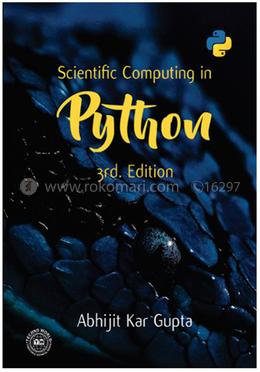 Scientific Computing in
Python
3rd. Edition
www.rokomari.com 16297
Abhijit Kar Gupta